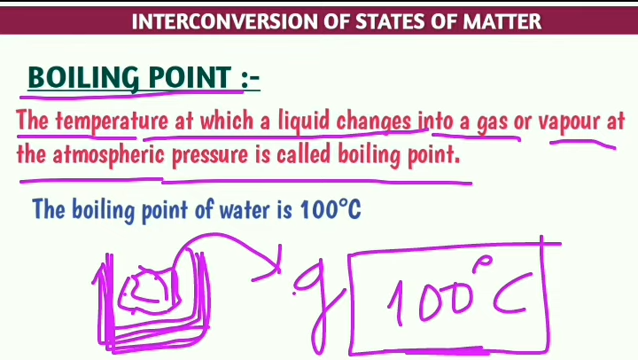 INTERCONVERSION OF STATES OF MATTER
BOILING POINT :-
The temperature at which a liquid changes into a gas or vapour at
the atmospheric pressure is called boiling point.
The boiling point of water is 100°C
g 100°C